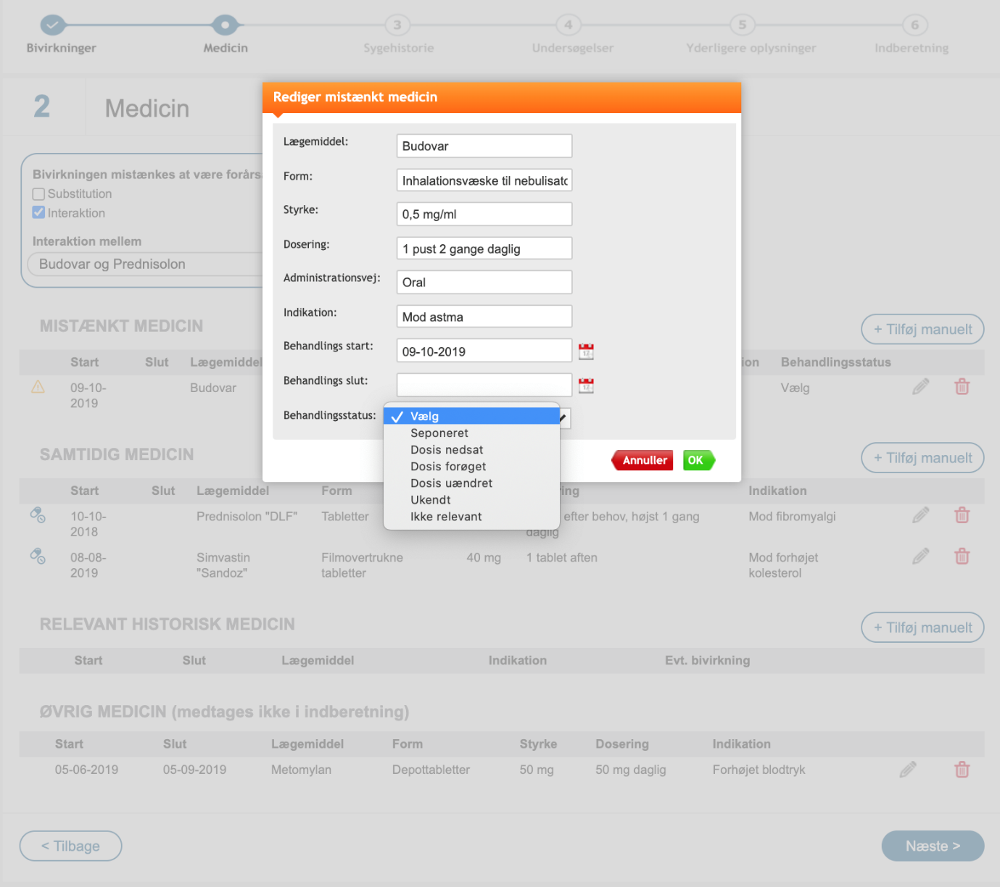 3
4
5
6
Bivirkninger
Medicin
Sygehistorie
Undersøgelser
Yderligere oplysninger
Indberetning
2
Medicin
Rediger mistænkt medicin
Lægemiddel:
Budovar
Form:
Inhalationsvæske til nebulisato
Styrke:
0,5 mg/ml
Dosering:
1 pust 2 gange daglig
Administrationsvej:
Oral
Indikation:
Mod astma
Behandlings start:
09-10-2019
Behandlings slut:
Behandlingsstatus:
Vælg
Seponeret
Dosis nedsat
Dosis forøget
Dosis uændret
Ukendt
Ikke relevant
Annuller
OK
Bivirkningen mistænkes at være forårs
Substitution
Interaktion
Interaktion mellem
Budovar og Prednisolon
MISTÆNKT MEDICIN
+ Tilføj manuelt
Start Slut Lægemiddel ion Behandlingsstatus
09-10-
2019
Budovar
Vælg
SAMTIDIG MEDICIN
+ Tilføj manuelt
Start Slut Lægemiddel Form ing Indikation
10-10-
2018
Prednisolon "DLF"
Tabletter
efter behov, højst 1 gang
daglig
Mod fibromyalgi
08-08-
2019
Simvastin
"Sandoz"
Filmovertrukne
tabletter
40 mg
1 tablet aften
Mod forhøjet
kolesterol
RELEVANT HISTORISK MEDICIN
+ Tilføj manuelt
Start Slut Lægemiddel Indikation Evt. bivirkning
ØVRIG MEDICIN (medtages ikke i indberetning)
Start Slut Lægemiddel Form Styrke Dosering Indikation
05-06-2019 05-09-2019 Metomylan Depottabletter 50 mg 50 mg daglig Forhøjet blodtryk
< Tilbage
Næste >